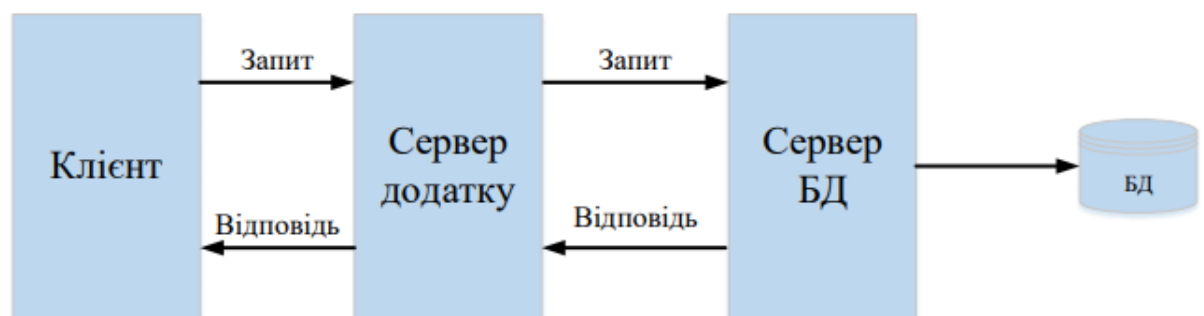 Запит
Запит
Клієнт
Сервер
додатку
Сервер
БД
БД
Відповідь
Відповідь